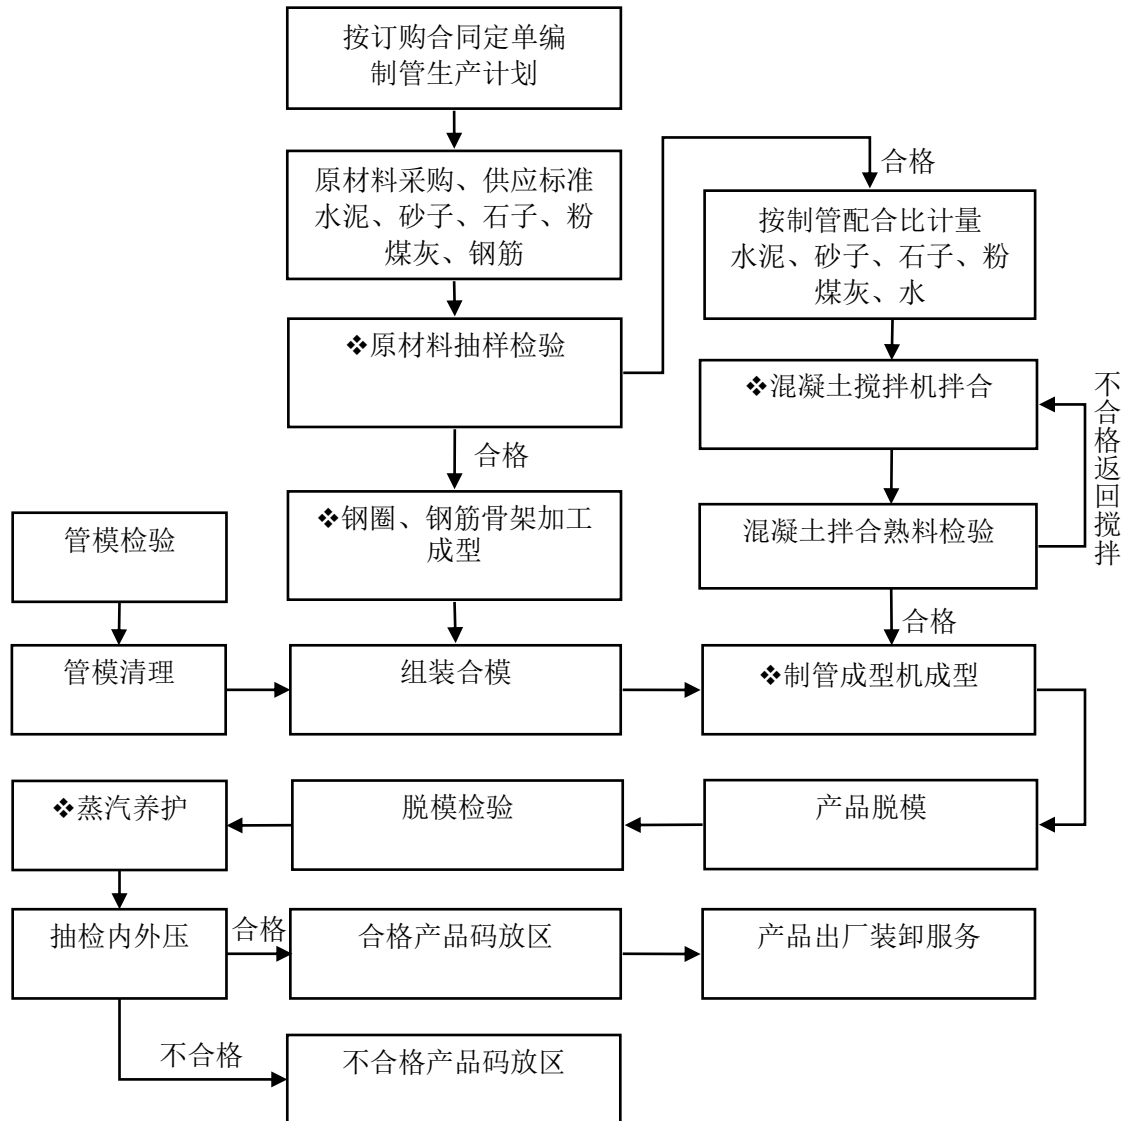 按订购合同定单编
制管生产计划
合格
原材料采购、供应标准
水泥、砂子、石子、粉
煤灰、钢筋
按制管配合比计量
水泥、砂子、石子、粉
煤灰、水
❖原材料抽样检验
❖混凝土搅拌机拌合
不合格返回搅拌
合格
❖钢圈、钢筋骨架加工
成型
混凝土拌合熟料检验
管模检验
合格
管模清理
组装合模
❖制管成型机成型
❖蒸汽养护
脱模检验
产品脱模
抽检内外压
合格
合格产品码放区
产品出厂装卸服务
不合格
不合格产品码放区